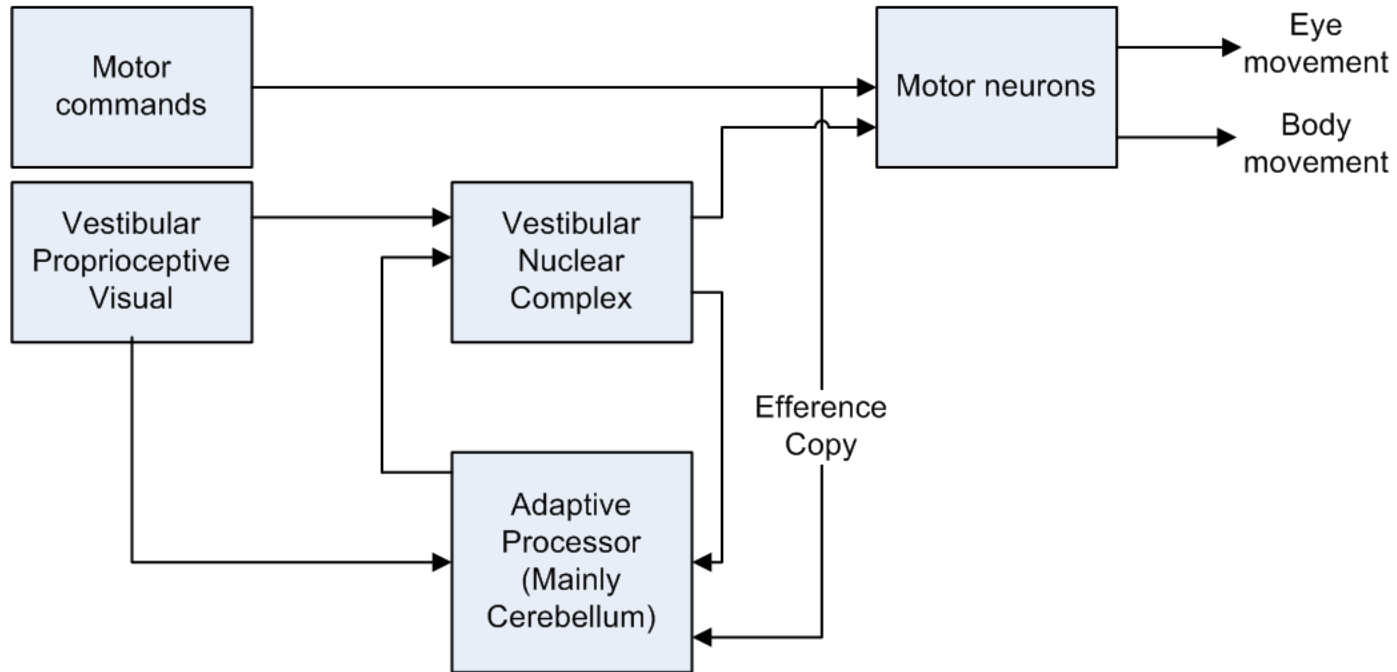 Motor
commands
Motor neurons
Eye
movement
Body
movement
Vestibular
Proprioceptive
Visual
Vestibular
Nuclear
Complex
Efference
Copy
Adaptive
Processor
(Mainly
Cerebellum)